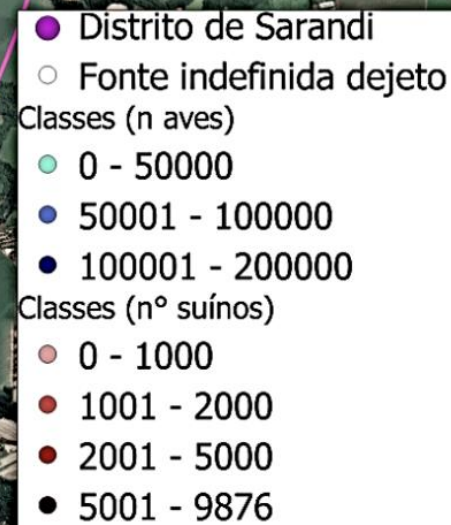 Distrito de Sarandi
Fonte indefinida dejeto
Classes (n aves)
0 - 50000
50001 - 100000
100001 - 200000
Classes (n° suínos)
0 - 1000
1001 - 2000
2001 - 5000
5001 - 9876